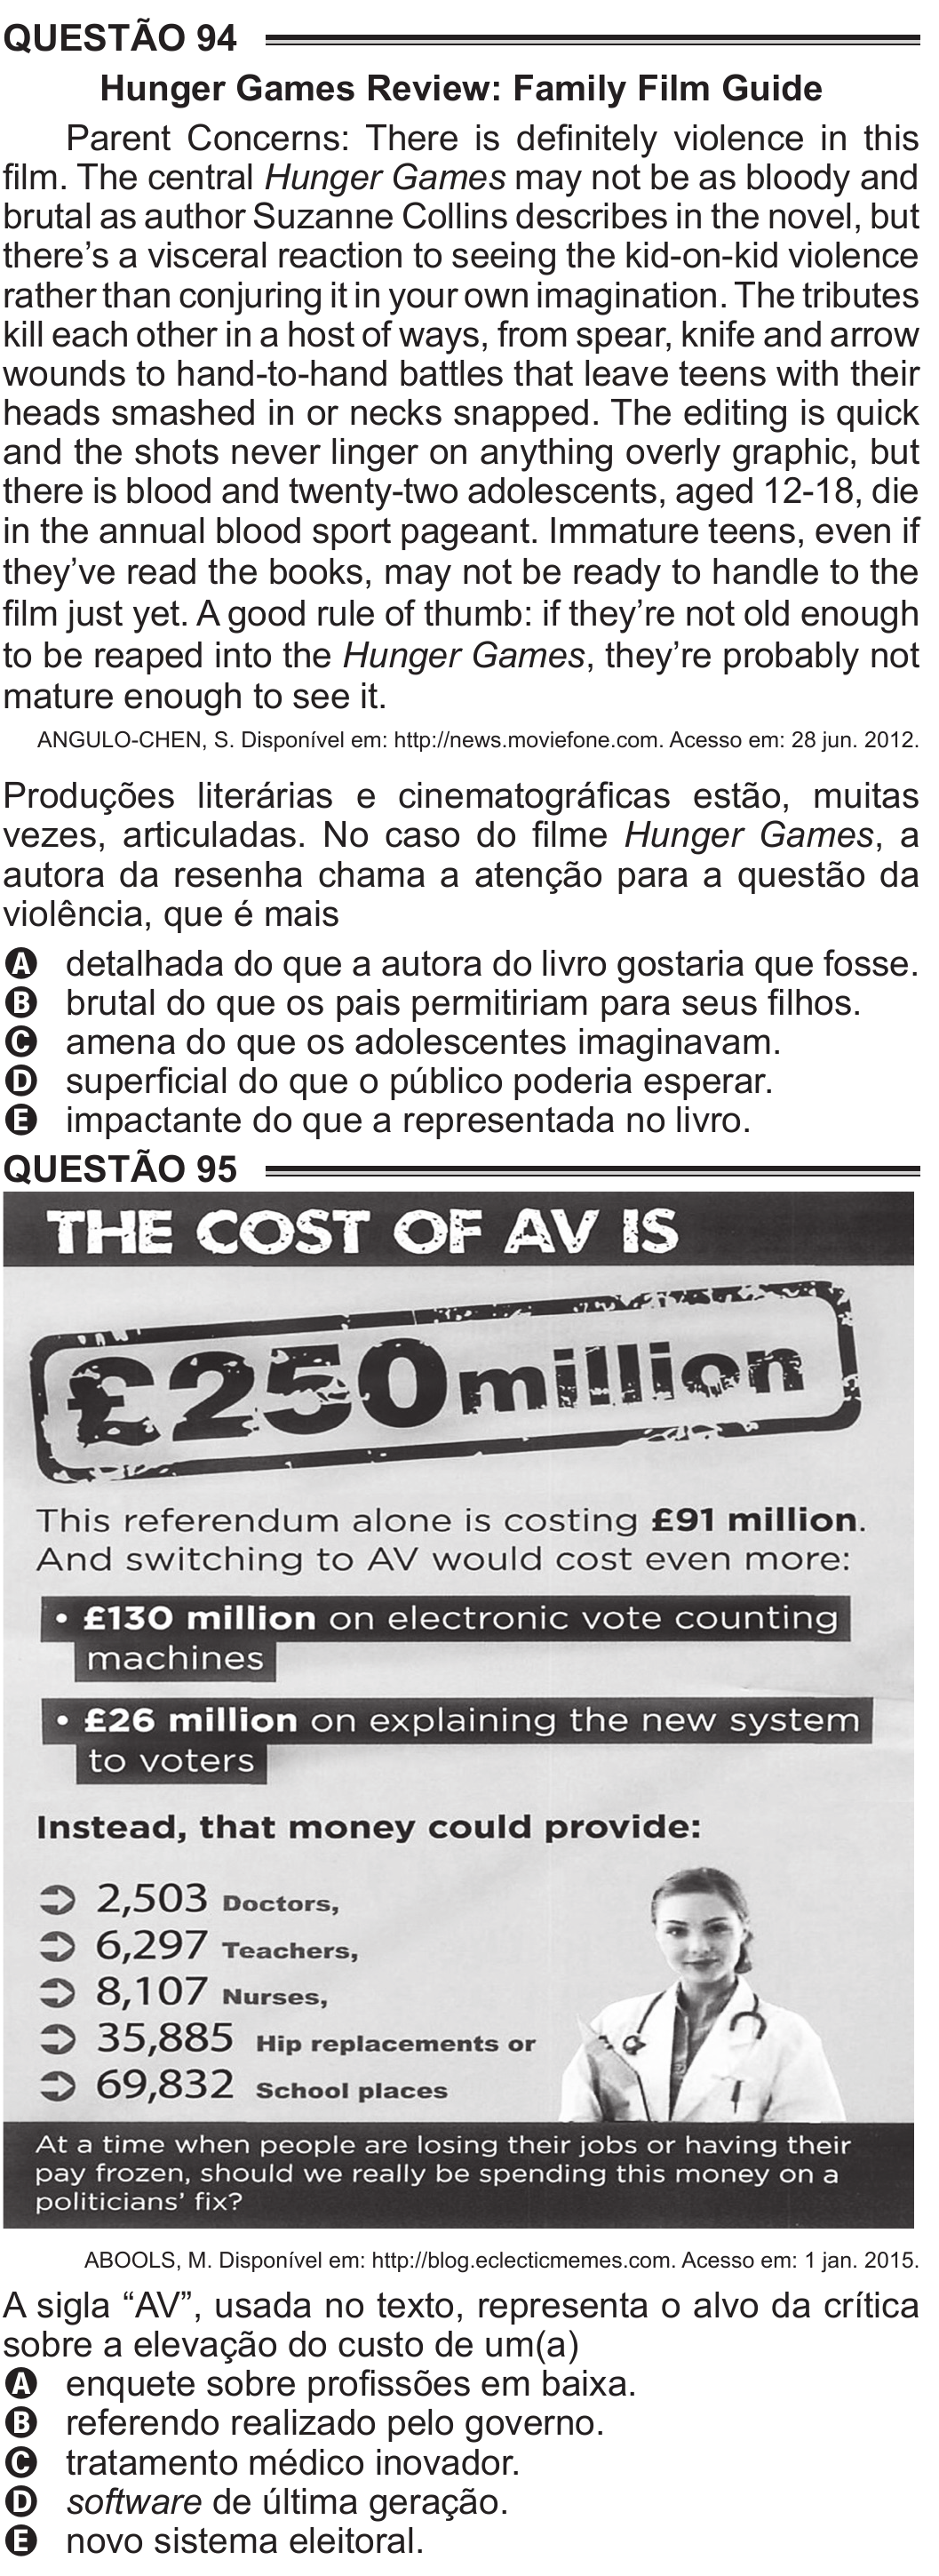 QUESTÃO 94
Hunger Games Review: Family Film Guide
Parent Concerns: There is definitely violence in this
film. The central Hunger Games may not be as bloody and
brutal as author Suzanne Collins describes in the novel, but
there's a visceral reaction to seeing the kid-on-kid violence
rather than conjuring it in your own imagination. The tributes
kill each other in a host of ways, from spear, knife and arrow
wounds to hand-to-hand battles that leave teens with their
heads smashed in or necks snapped. The editing is quick
and the shots never linger on anything overly graphic, but
there is blood and twenty-two adolescents, aged 12-18, die
in the annual blood sport pageant. Immature teens, even if
they've read the books, may not be ready to handle to the
film just yet. A good rule of thumb: if they're not old enough
to be reaped into the Hunger Games, they're probably not
mature enough to see it.
ANGULO-CHEN, S. Disponível em: http://news.moviefone.com. Acesso em: 28 jun. 2012.
Produções literárias e cinematográficas estão, muitas
vezes, articuladas. No caso do filme Hunger Games, a
autora da resenha chama a atenção para a questão da
violência, que é mais
A detalhada do que a autora do livro gostaria que fosse.
B brutal do que os pais permitiriam para seus filhos.
C amena do que os adolescentes imaginavam.
D superficial do que o público poderia esperar.
E impactante do que a representada no livro.
QUESTÃO 95
THE COST OF AV IS
£250 million
This referendum alone is costing £91 million.
And switching to AV would cost even more:
• £130 million on electronic vote counting
machines
• £26 million on explaining the new system
to voters
Instead, that money could provide:
2,503 Doctors,
6,297 Teachers,
8,107 Nurses,
35,885 Hip replacements or
69,832 School places
At a time when people are losing their jobs or having their
pay frozen, should we really be spending this money on a
politicians' fix?
ABOOLS, M. Disponível em: http://blog.eclecticmemes.com. Acesso em: 1 jan. 2015.
A sigla “AV”, usada no texto, representa o alvo da crítica
sobre a elevação do custo de um(a)
A enquete sobre profissões em baixa.
B referendo realizado pelo governo.
C tratamento médico inovador.
D software de última geração.
E novo sistema eleitoral.